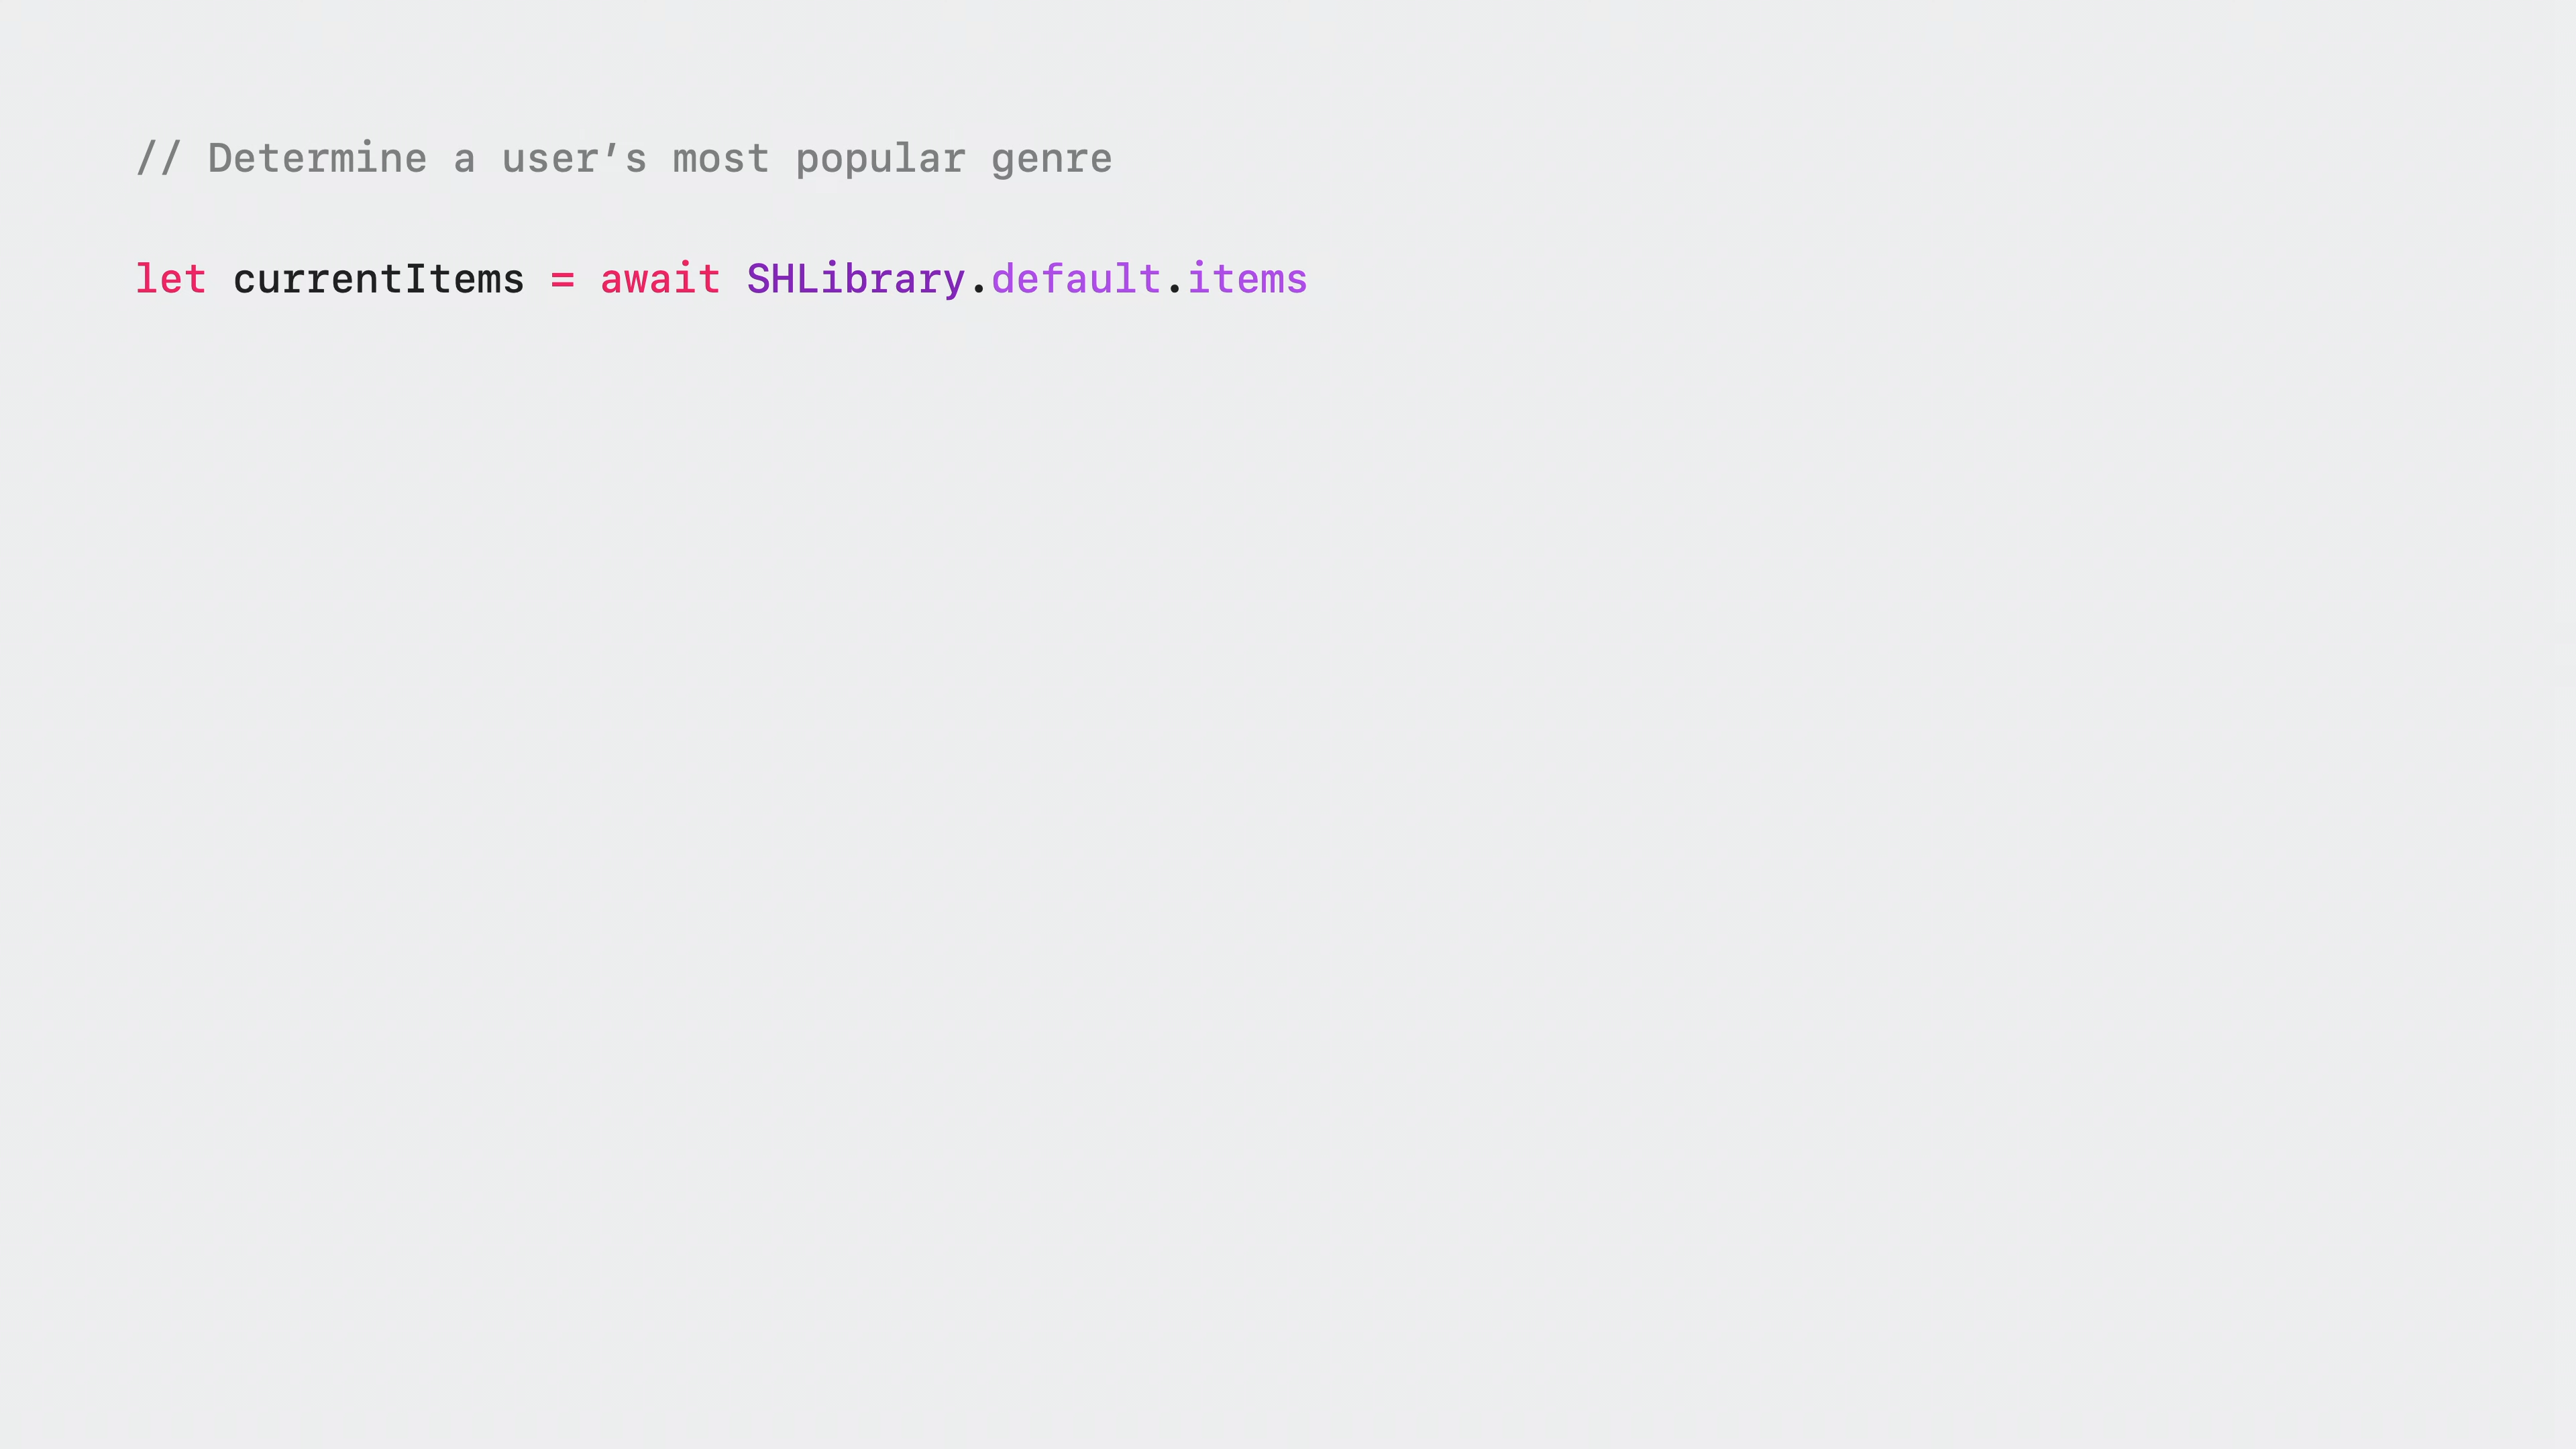 // Determine a user’s most popular genre
let currentItems = await SHLibrary.default.items